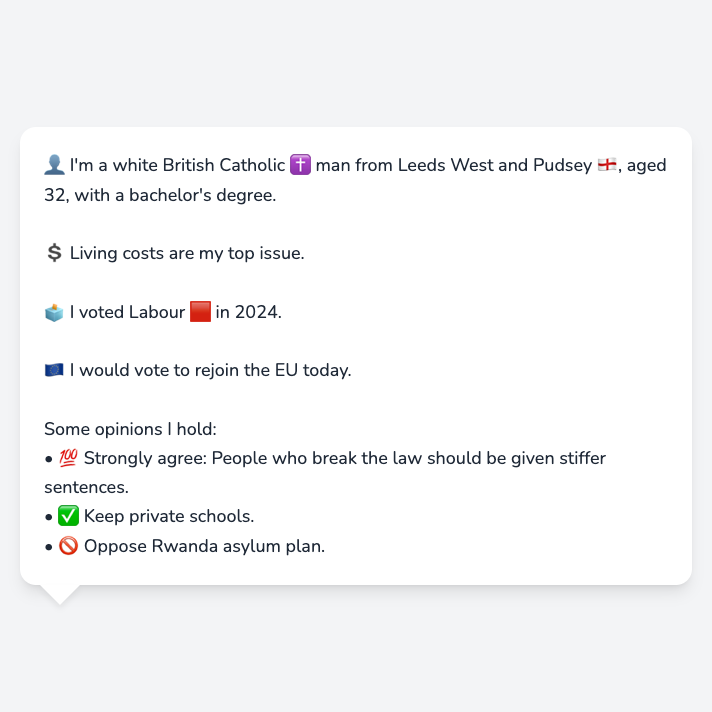 👤 I'm a white British Catholic ✝️ man from Leeds West and Pudsey 🏴󠁧󠁢󠁥󠁮󠁧󠁿, aged
32, with a bachelor's degree.
💲 Living costs are my top issue.
🗳️ I voted Labour 🟥 in 2024.
🇪🇺 I would vote to rejoin the EU today.
Some opinions I hold:
• 💯 Strongly agree: People who break the law should be given stiffer
sentences.
• ✅ Keep private schools.
• 🚫 Oppose Rwanda asylum plan.